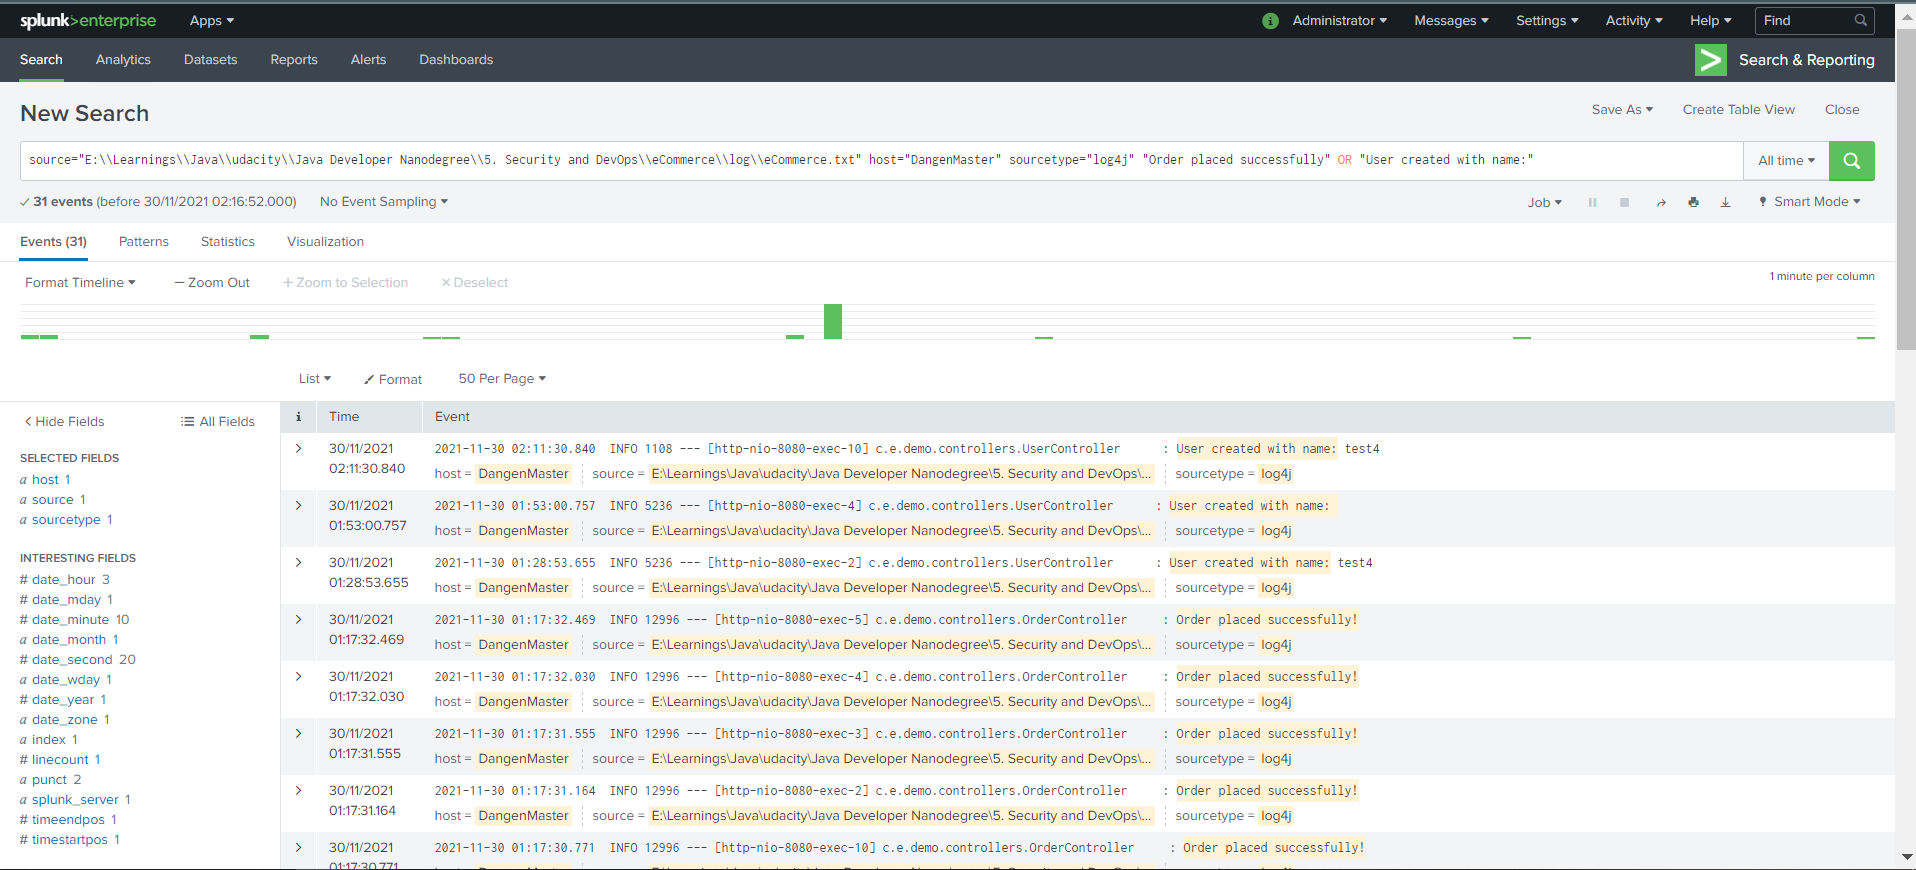 splunk>enterprise Apps Administrator Messages Settings Activity Help Find
Search Analytics Datasets Reports Alerts Dashboards Search & Reporting
New Search Save As Create Table View Close
source="E:\\Learnings\\Java\\udacity\\Java Developer Nanodegree\\5. Security and DevOps\\eCommerce\\log\\eCommerce.txt" host="DangenMaster" sourcetype="log4j" "Order placed successfully" OR "User created with name:" All time
31 events (before 30/11/2021 02:16:52.000) No Event Sampling Job Smart Mode
Events (31) Patterns Statistics Visualization
Format Timeline — Zoom Out + Zoom to Selection × Deselect 1 minute per column
List Format 50 Per Page
< Hide Fields All Fields
SELECTED FIELDS
a host 1
a source 1
a sourcetype 1
INTERESTING FIELDS
# date_hour 3
# date_mday 1
# date_minute 10
a date_month 1
# date_second 20
a date_wday 1
# date_year 1
a date_zone 1
a index 1
# linecount 1
a punct 2
a splunk_server 1
# timeendpos 1
# timestartpos 1
i Time Event
30/11/2021 2021-11-30 02:11:30.840 INFO 1108 --- [http-nio-8080-exec-10] c.e.demo.controllers.UserController : User created with name: test4
02:11:30.840 host = DangenMaster source = E:\Learnings\Java\udacity\Java Developer Nanodegree\5. Security and DevOps\... sourcetype = log4j
30/11/2021 2021-11-30 01:53:00.757 INFO 5236 --- [http-nio-8080-exec-4] c.e.demo.controllers.UserController : User created with name:
01:53:00.757 host = DangenMaster source = E:\Learnings\Java\udacity\Java Developer Nanodegree\5. Security and DevOps\... sourcetype = log4j
30/11/2021 2021-11-30 01:28:53.655 INFO 5236 --- [http-nio-8080-exec-2] c.e.demo.controllers.UserController : User created with name: test4
01:28:53.655 host = DangenMaster source = E:\Learnings\Java\udacity\Java Developer Nanodegree\5. Security and DevOps\... sourcetype = log4j
30/11/2021 2021-11-30 01:17:32.469 INFO 12996 --- [http-nio-8080-exec-5] c.e.demo.controllers.OrderController : Order placed successfully!
01:17:32.469 host = DangenMaster source = E:\Learnings\Java\udacity\Java Developer Nanodegree\5. Security and DevOps\... sourcetype = log4j
30/11/2021 2021-11-30 01:17:32.030 INFO 12996 --- [http-nio-8080-exec-4] c.e.demo.controllers.OrderController : Order placed successfully!
01:17:32.030 host = DangenMaster source = E:\Learnings\Java\udacity\Java Developer Nanodegree\5. Security and DevOps\... sourcetype = log4j
30/11/2021 2021-11-30 01:17:31.555 INFO 12996 --- [http-nio-8080-exec-3] c.e.demo.controllers.OrderController : Order placed successfully!
01:17:31.555 host = DangenMaster source = E:\Learnings\Java\udacity\Java Developer Nanodegree\5. Security and DevOps\... sourcetype = log4j
30/11/2021 2021-11-30 01:17:31.164 INFO 12996 --- [http-nio-8080-exec-2] c.e.demo.controllers.OrderController : Order placed successfully!
01:17:31.164 host = DangenMaster source = E:\Learnings\Java\udacity\Java Developer Nanodegree\5. Security and DevOps\... sourcetype = log4j
30/11/2021 2021-11-30 01:17:30.771 INFO 12996 --- [http-nio-8080-exec-10] c.e.demo.controllers.OrderController : Order placed successfully!
01:17:30.771